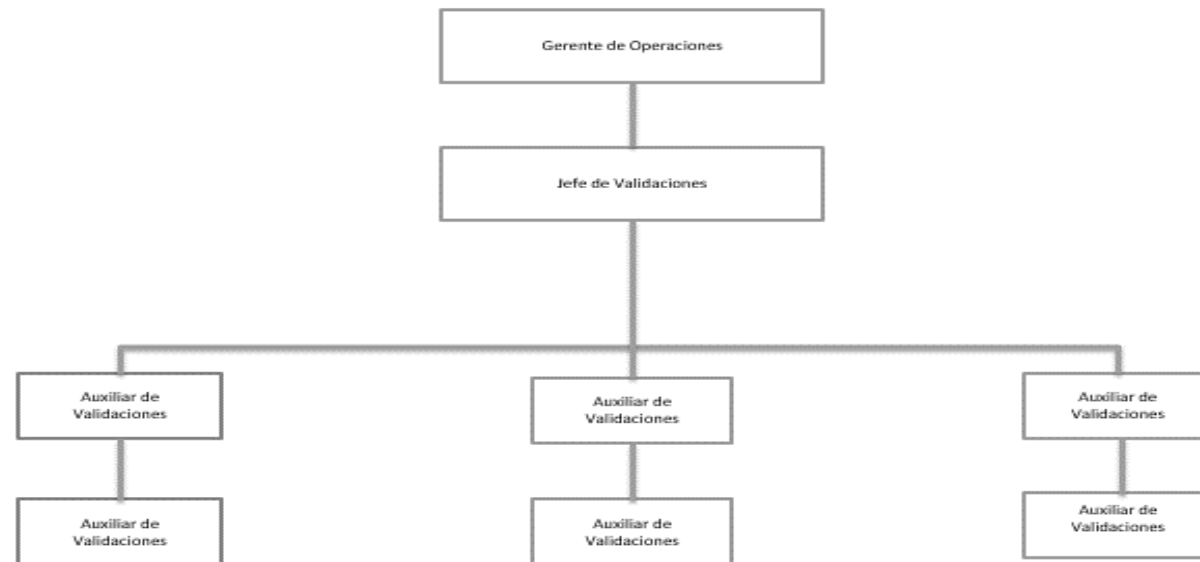 Gerente de Operaciones
Jefe de Validaciones
Auxiliar de
Validaciones
Auxiliar de
Validaciones
Auxiliar de
Validaciones
Auxiliar de
Validaciones
Auxiliar de
Validaciones
Auxiliar de
Validaciones